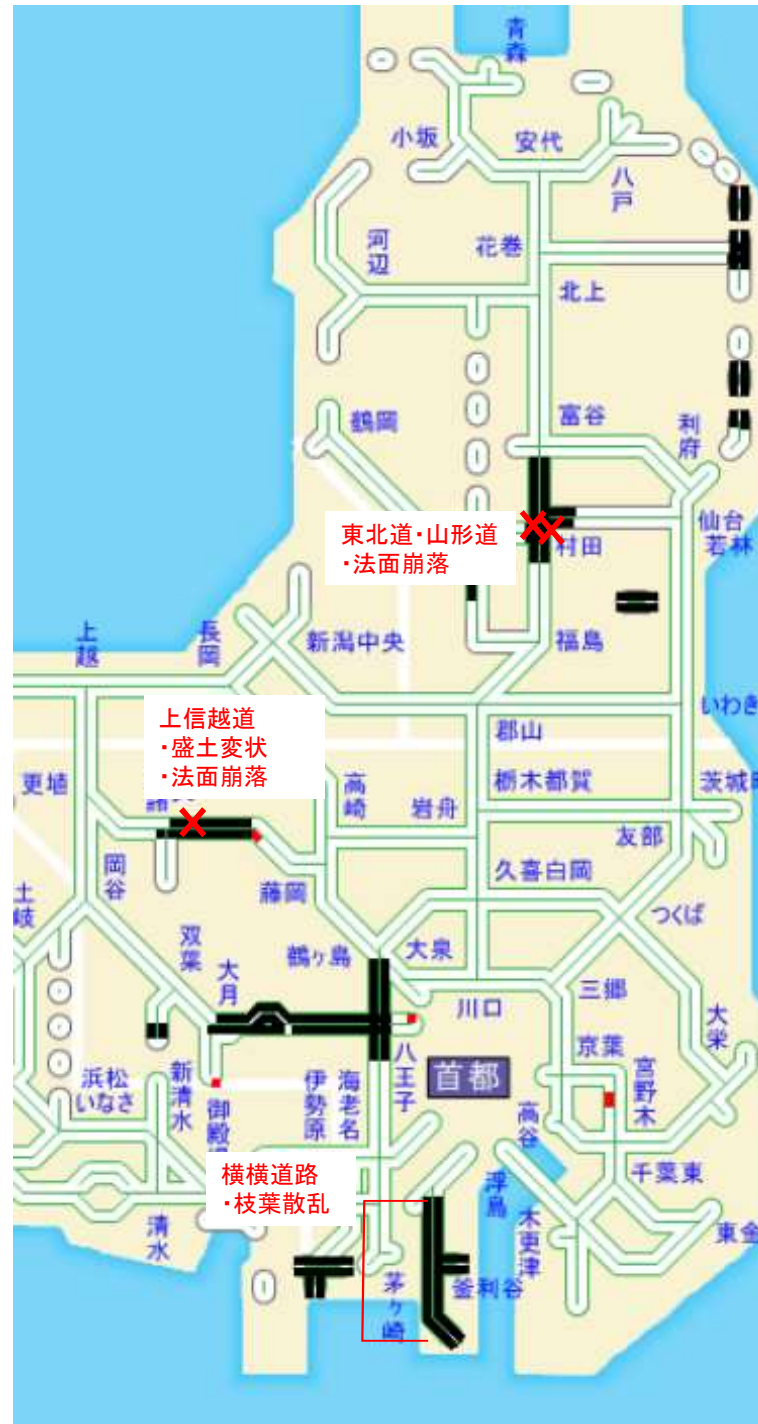 青森
小坂
安代
八戸
河辺
花巻
北上
鶴岡
富谷
利府
東北道・山形道
・法面崩落
仙台
若林
村田
上越
長岡
新潟中央
福島
上信越道
・盛土変状
・法面崩落
いわき
郡山
更埴
高崎
岩舟
栃木都賀
茨城町
友部
岡谷
久喜白岡
土岐
藤岡
つくば
双葉
大月
鶴ヶ島
大泉
川口
三郷
大栄
京葉
宮野木
浜松
いなさ
新清水
御殿場
伊勢原
海老名
八王子
首都
高谷
横横道路
・枝葉散乱
浮島
千葉東
清水
木更津
東金
茅ヶ崎
釜利谷